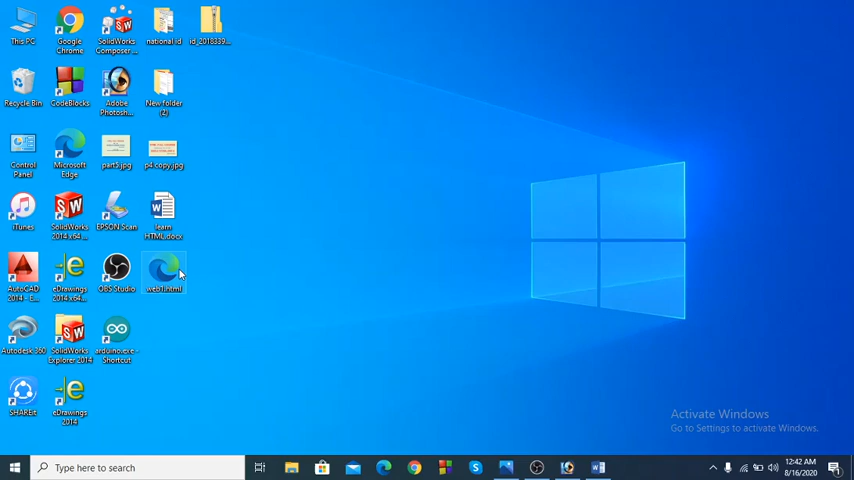 This PC
Google
Chrome
SolidWorks
Composer...
national id
id_2018339...
Recycle Bin
CodeBlocks
Adobe
Photosh...
New folder
(2)
Control
Panel
Microsoft
Edge
part5.jpg
p4 copy.jpg
iTunes
SolidWorks
2014 x64 ...
EPSON Scan
learn
HTML.docx
AutoCAD
2014 - E...
eDrawings
2014 x64...
OBS Studio
web1.html
Autodesk 360
SolidWorks
Explorer 2014
arduino.exe -
Shortcut
SHAREit
eDrawings
2014
Activate Windows
Go to Settings to activate Windows.
Type here to search
12:42 AM
8/16/2020